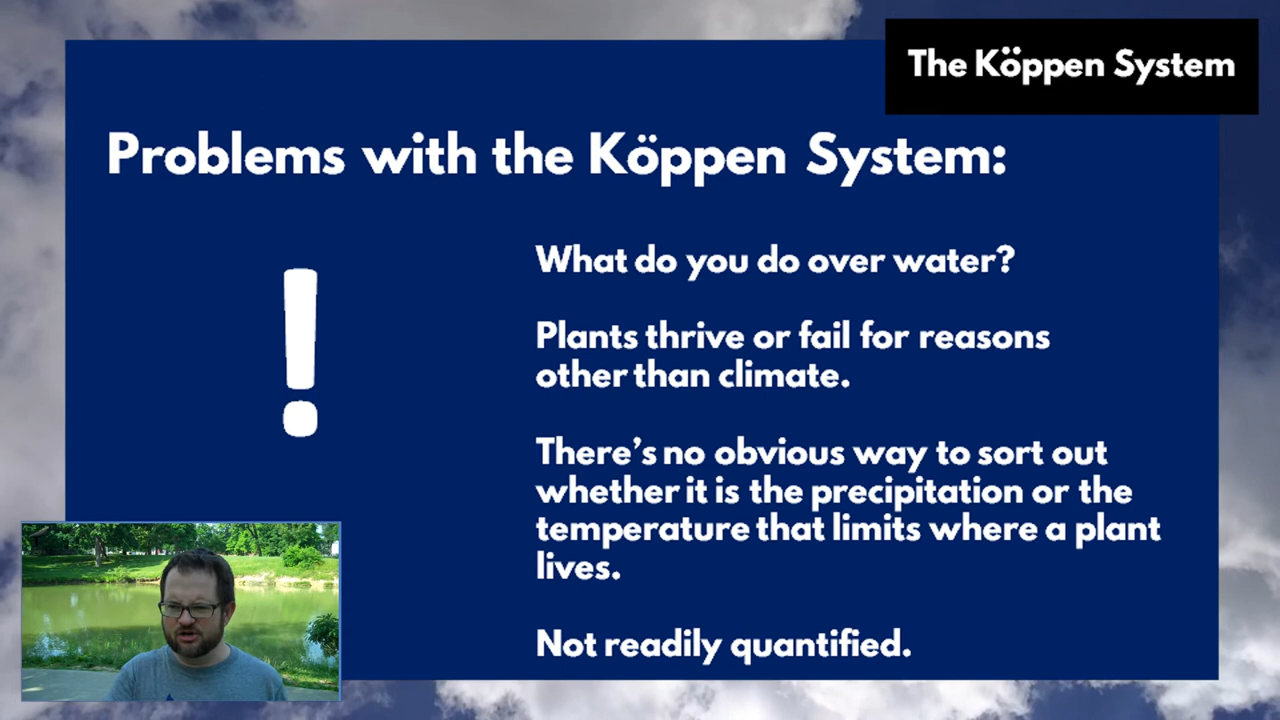 The Köppen System
Problems with the Köppen System:
!
What do you do over water?
Plants thrive or fail for reasons
other than climate.
There's no obvious way to sort out
whether it is the precipitation or the
temperature that limits where a plant
lives.
Not readily quantified.